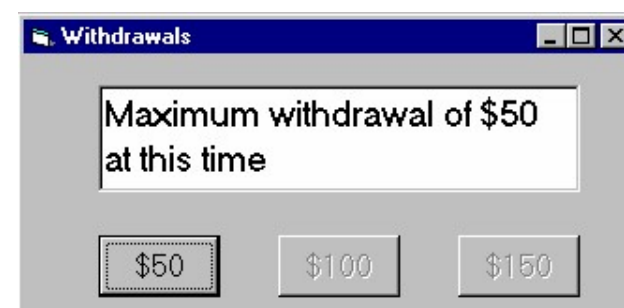 Withdrawals
Maximum withdrawal of $50
at this time
$50 $100 $150